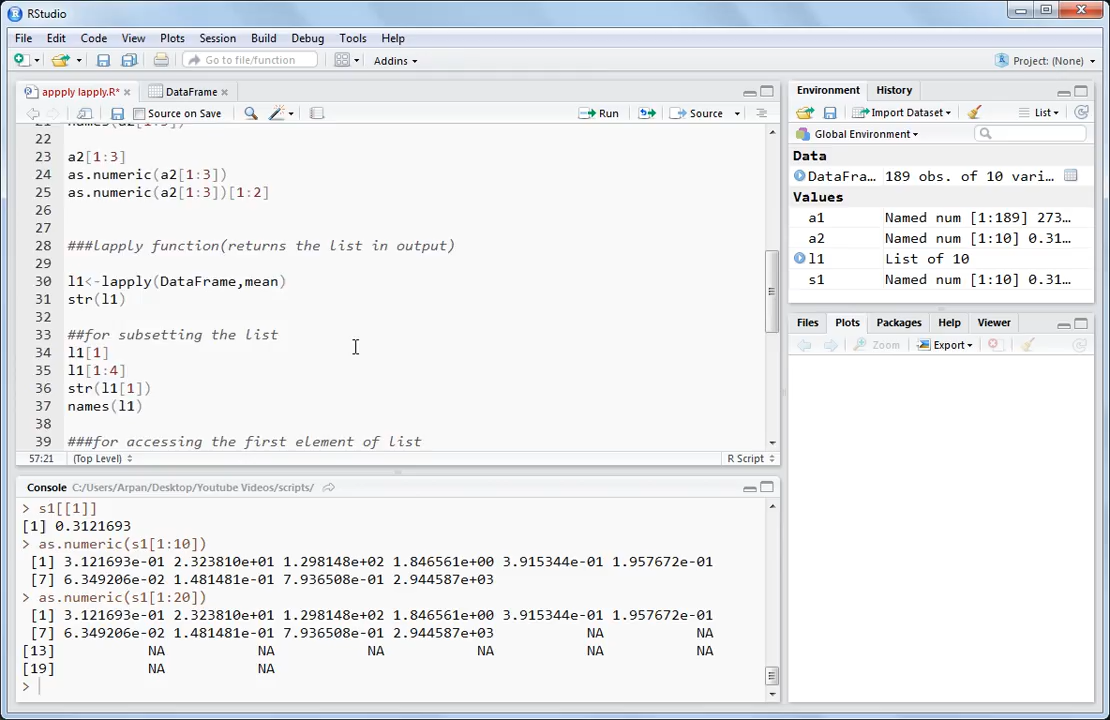 RStudio
File Edit Code View Plots Session Build Debug Tools Help
Go to file/function
Addins
Project: (None)
appply lapply.R*
DataFrame
Source on Save
Run
Source
21 names(a2[1:3])
22
23 a2[1:3]
24 as.numeric(a2[1:3])
25 as.numeric(a2[1:3])[1:2]
26
27
28 ###lapply function(returns the list in output)
29
30 l1<-lapply(DataFrame,mean)
31 str(l1)
32
33 ##for subsetting the list
34 l1[1]
35 l1[1:4]
36 str(l1[1])
37 names(l1)
38
39 ###for accessing the first element of list
57:21 (Top Level) R Script
Console C:/Users/Arpan/Desktop/Youtube Videos/scripts/
> s1[[1]]
[1] 0.3121693
> as.numeric(s1[1:10])
[1] 3.121693e-01 2.323810e+01 1.298148e+02 1.846561e+00 3.915344e-01 1.957672e-01
[7] 6.349206e-02 1.481481e-01 7.936508e-01 2.944587e+03
> as.numeric(s1[1:20])
[1] 3.121693e-01 2.323810e+01 1.298148e+02 1.846561e+00 3.915344e-01 1.957672e-01
[7] 6.349206e-02 1.481481e-01 7.936508e-01 2.944587e+03 NA NA
[13] NA NA NA NA NA NA
[19] NA NA
>
Environment History
Import Dataset List
Global Environment
Data
DataFra... 189 obs. of 10 vari...
Values
a1 Named num [1:189] 273...
a2 Named num [1:10] 0.31...
l1 List of 10
s1 Named num [1:10] 0.31...
Files Plots Packages Help Viewer
Zoom Export